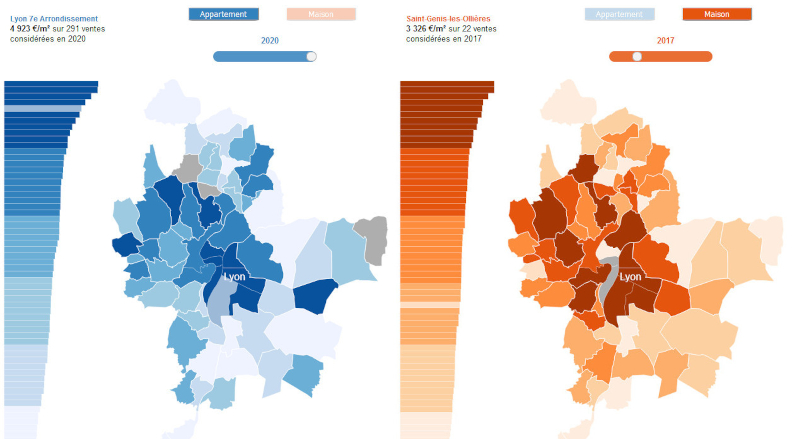 Lyon 7e Arrondissement
4 923 €/m² sur 291 ventes
considérées en 2020
Appartement
Maison
2020
Lyon
Saint-Genis-les-Ollières
3 326 €/m² sur 22 ventes
considérées en 2017
Appartement
Maison
2017
Lyon